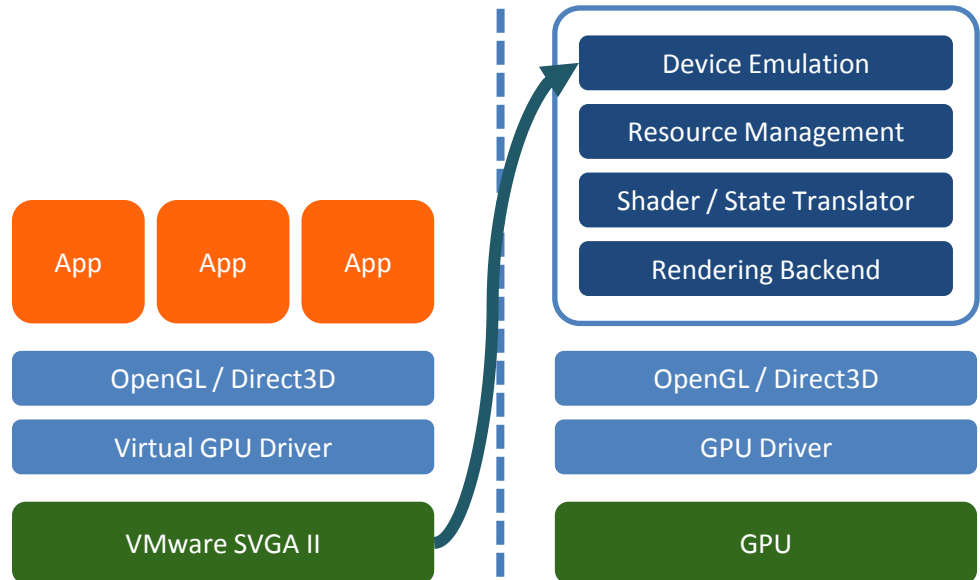 App
App
App
OpenGL / Direct3D
Virtual GPU Driver
VMware SVGA II
Device Emulation
Resource Management
Shader / State Translator
Rendering Backend
OpenGL / Direct3D
GPU Driver
GPU